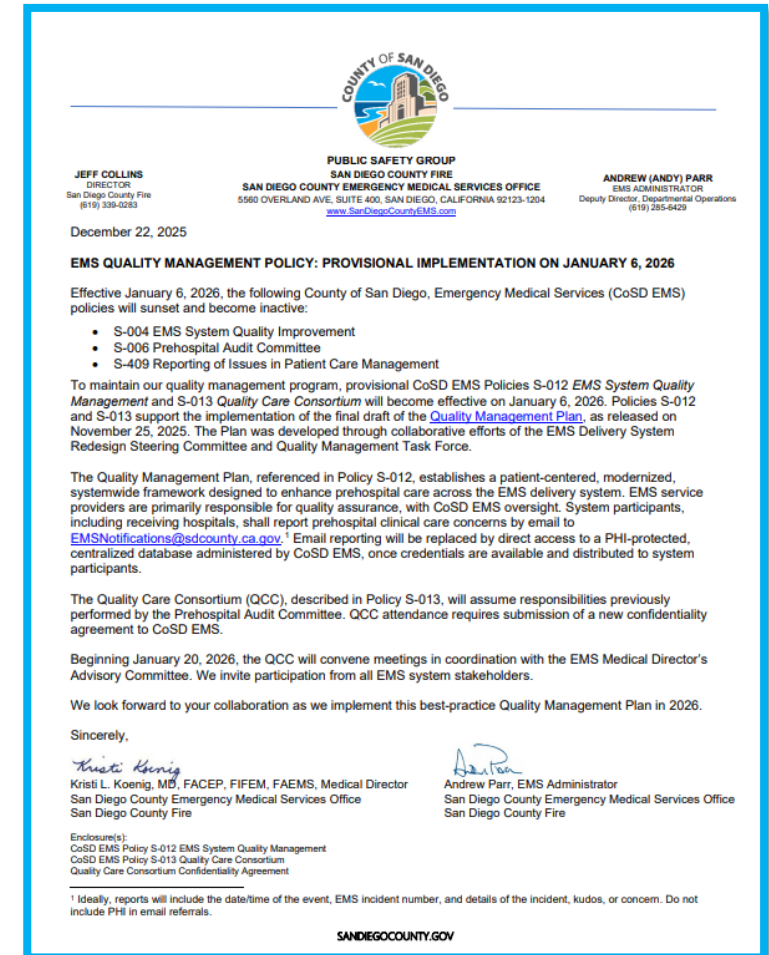 COUNTY OF SAN DIEGO
PUBLIC SAFETY GROUP
SAN DIEGO COUNTY FIRE
SAN DIEGO COUNTY EMERGENCY MEDICAL SERVICES OFFICE
5560 OVERLAND AVE, SUITE 400, SAN DIEGO, CALIFORNIA 92123-1204
www.SanDiegoCountyEMS.com
JEFF COLLINS
DIRECTOR
San Diego County Fire
(619) 339-0283
ANDREW (ANDY) PARR
EMS ADMINISTRATOR
Deputy Director, Departmental Operations
(619) 285-6429
December 22, 2025
EMS QUALITY MANAGEMENT POLICY: PROVISIONAL IMPLEMENTATION ON JANUARY 6, 2026
Effective January 6, 2026, the following County of San Diego, Emergency Medical Services (CoSD EMS)
policies will sunset and become inactive:
• S-004 EMS System Quality Improvement
• S-006 Prehospital Audit Committee
• S-409 Reporting of Issues in Patient Care Management
To maintain our quality management program, provisional CoSD EMS Policies S-012 EMS System Quality
Management and S-013 Quality Care Consortium will become effective on January 6, 2026. Policies S-012
and S-013 support the implementation of the final draft of the Quality Management Plan, as released on
November 25, 2025. The Plan was developed through collaborative efforts of the EMS Delivery System
Redesign Steering Committee and Quality Management Task Force.
The Quality Management Plan, referenced in Policy S-012, establishes a patient-centered, modernized,
systemwide framework designed to enhance prehospital care across the EMS delivery system. EMS service
providers are primarily responsible for quality assurance, with CoSD EMS oversight. System participants,
including receiving hospitals, shall report prehospital clinical care concerns by email to
EMSNotifications@sdcounty.ca.gov.¹ Email reporting will be replaced by direct access to a PHI-protected,
centralized database administered by CoSD EMS, once credentials are available and distributed to system
participants.
The Quality Care Consortium (QCC), described in Policy S-013, will assume responsibilities previously
performed by the Prehospital Audit Committee. QCC attendance requires submission of a new confidentiality
agreement to CoSD EMS.
Beginning January 20, 2026, the QCC will convene meetings in coordination with the EMS Medical Director's
Advisory Committee. We invite participation from all EMS system stakeholders.
We look forward to your collaboration as we implement this best-practice Quality Management Plan in 2026.
Sincerely,
Kristi Koenig
Kristi L. Koenig, MD, FACEP, FIFEM, FAEMS, Medical Director
San Diego County Emergency Medical Services Office
San Diego County Fire
Andrew Parr, EMS Administrator
San Diego County Emergency Medical Services Office
San Diego County Fire
Enclosure(s):
CoSD EMS Policy S-012 EMS System Quality Management
CoSD EMS Policy S-013 Quality Care Consortium
Quality Care Consortium Confidentiality Agreement
¹ Ideally, reports will include the date/time of the event, EMS incident number, and details of the incident, kudos, or concern. Do not
include PHI in email referrals.
SANDIEGOCOUNTY.GOV